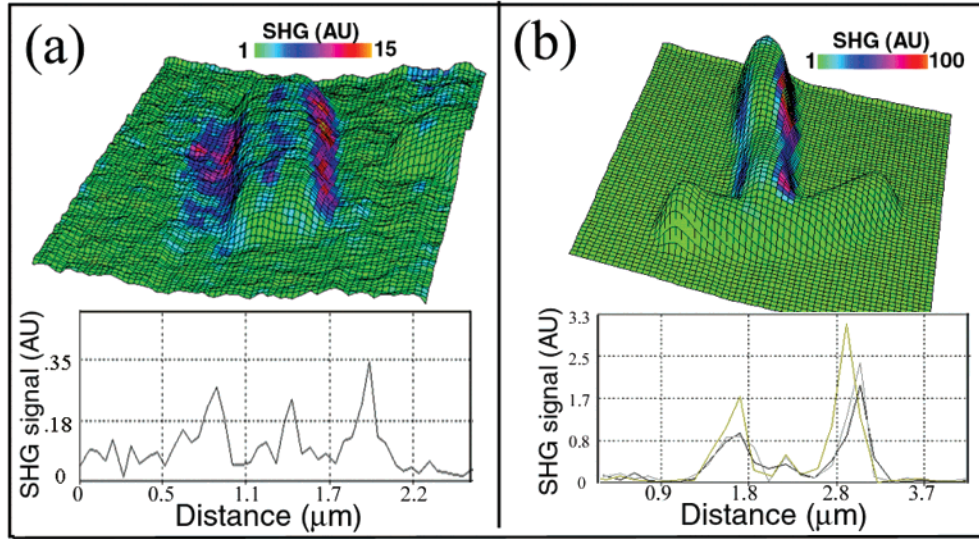 (a)
SHG (AU)
1 15
.35
.18
0
SHG signal (AU)
0 0.5 1.1 1.7 2.2
Distance (μm)
(b)
SHG (AU)
1 100
3.3
2.5
1.7
0.8
0
SHG signal (AU)
0.9 1.8 2.8 3.7
Distance (μm)